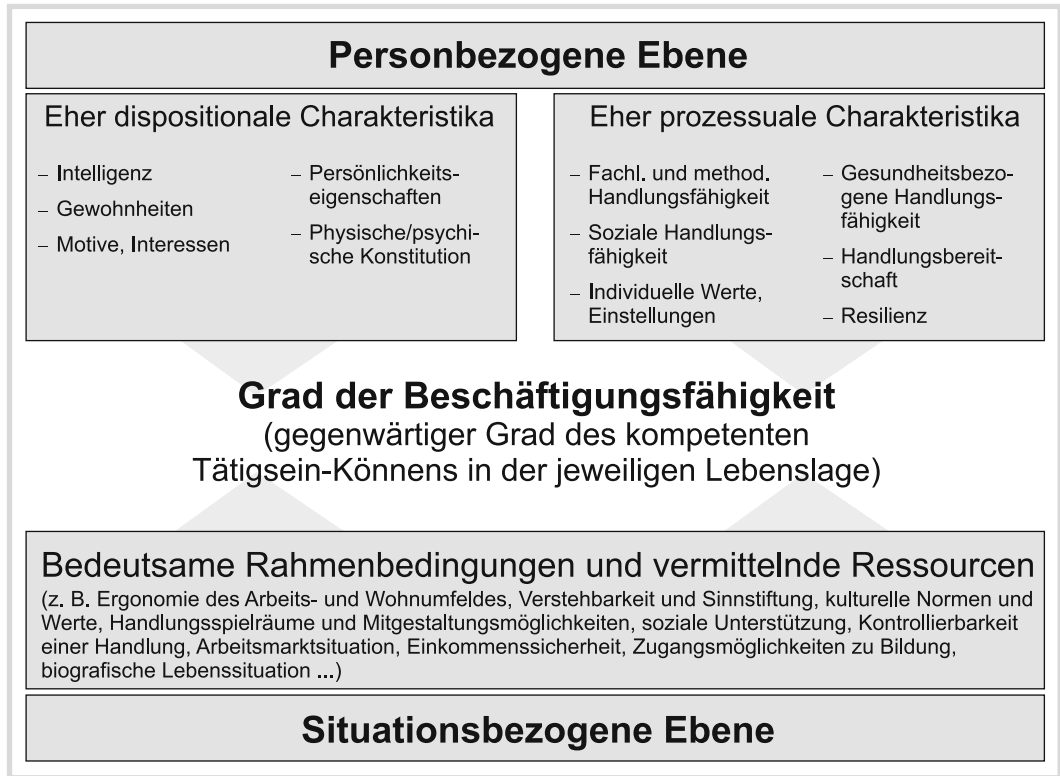 Personbezogene Ebene
Eher dispositionale Charakteristika
– Intelligenz
– Gewohnheiten
– Motive, Interessen
– Persönlichkeits-
eigenschaften
– Physische/psychi-
sche Konstitution
Eher prozessuale Charakteristika
– Fachl. und method.
Handlungsfähigkeit
– Soziale Handlungs-
fähigkeit
– Individuelle Werte,
Einstellungen
– Gesundheitsbezo-
gene Handlungs-
fähigkeit
– Handlungsbereit-
schaft
– Resilienz
Grad der Beschäftigungsfähigkeit
(gegenwärtiger Grad des kompetenten
Tätigsein-Könnens in der jeweiligen Lebenslage)
Bedeutsame Rahmenbedingungen und vermittelnde Ressourcen
(z. B. Ergonomie des Arbeits- und Wohnumfeldes, Verstehbarkeit und Sinnstiftung, kulturelle Normen und
Werte, Handlungsspielräume und Mitgestaltungsmöglichkeiten, soziale Unterstützung, Kontrollierbarkeit
einer Handlung, Arbeitsmarktsituation, Einkommenssicherheit, Zugangsmöglichkeiten zu Bildung,
biografische Lebenssituation ...)
Situationsbezogene Ebene